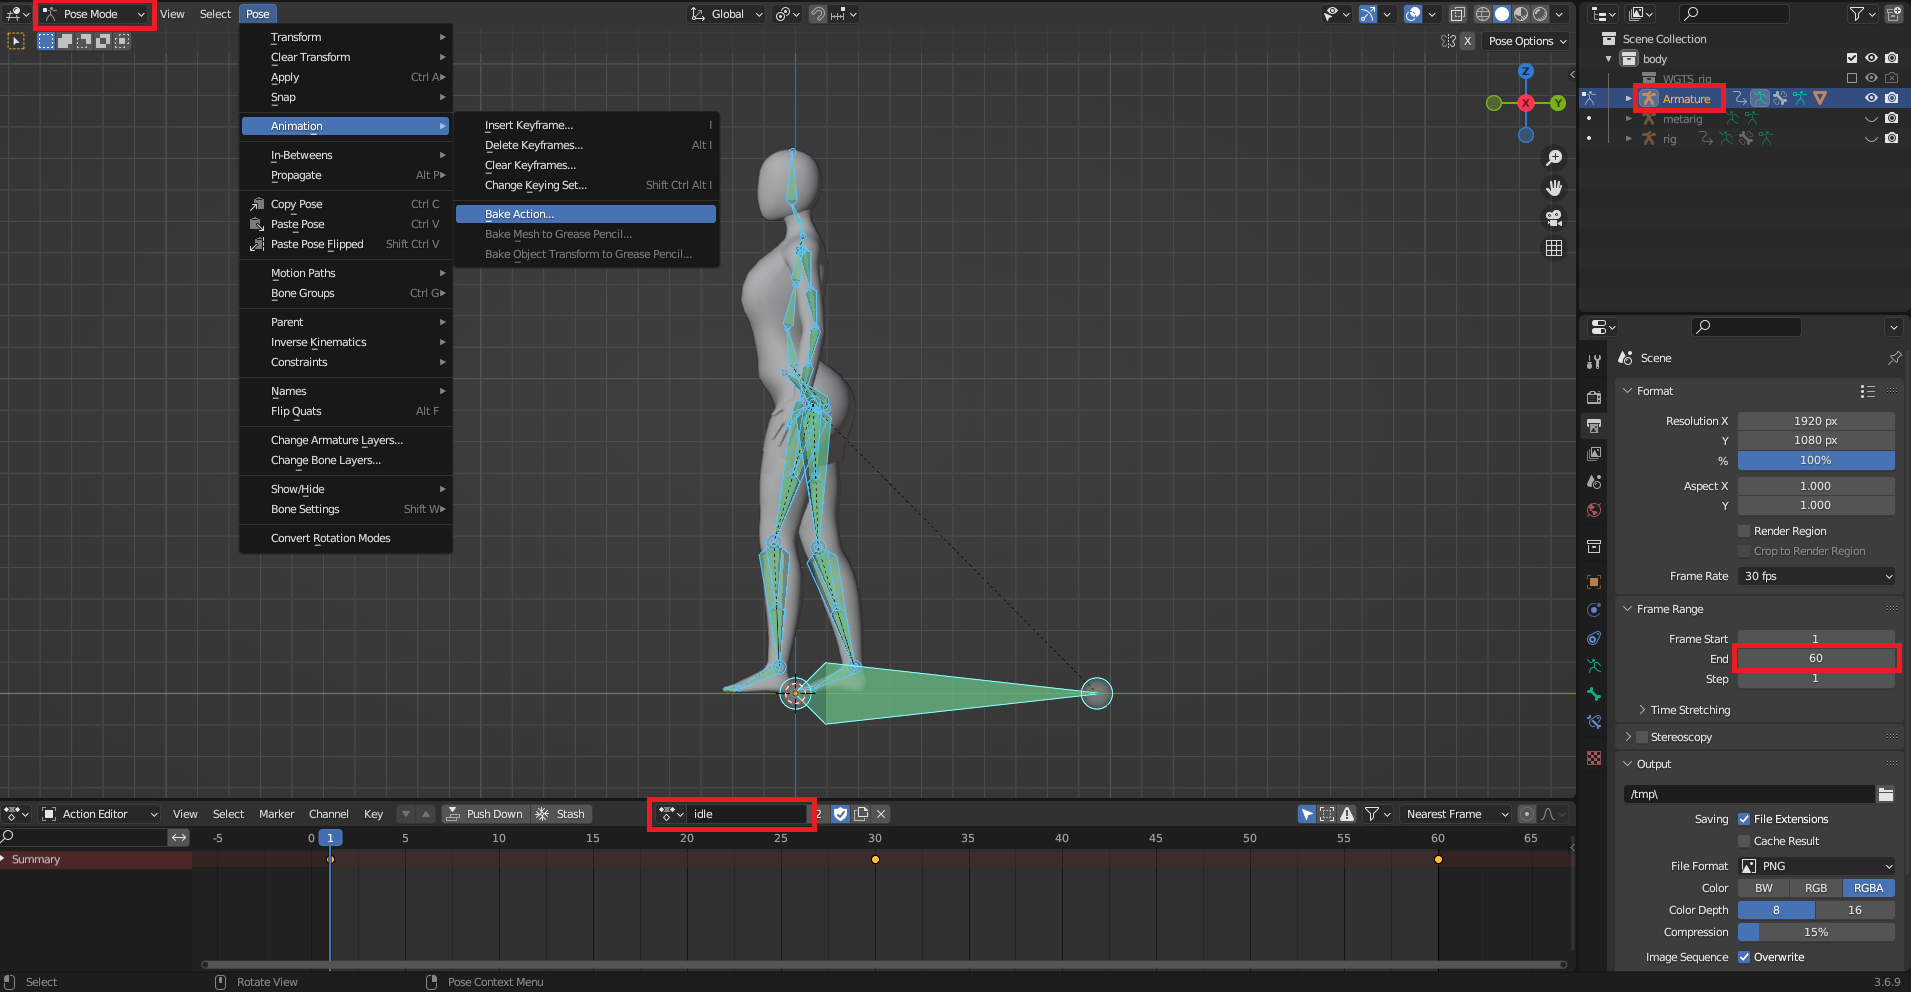 Pose Mode View Select Pose Global
Pose Options
X
Z
X
Y
Transform
Clear Transform
Apply Ctrl A
Snap
Animation
In-Betweens
Propagate Alt P
Copy Pose Ctrl C
Paste Pose Ctrl V
Paste Pose Flipped Shift Ctrl V
Motion Paths
Bone Groups Ctrl G
Parent
Inverse Kinematics
Constraints
Names
Flip Quats Alt F
Change Armature Layers...
Change Bone Layers...
Show/Hide
Bone Settings Shift W
Convert Rotation Modes
Insert Keyframe... I
Delete Keyframes... Alt I
Clear Keyframes...
Change Keying Set... Shift Ctrl Alt I
Bake Action...
Bake Mesh to Grease Pencil...
Bake Object Transform to Grease Pencil...
Scene Collection
body
WGTS_rig
Armature
metarig
rig
Scene
Format
Resolution X 1920 px
Y 1080 px
% 100%
Aspect X 1.000
Y 1.000
Render Region
Crop to Render Region
Frame Rate 30 fps
Frame Range
Frame Start 1
End 60
Step 1
Time Stretching
Stereoscopy
Output
/tmp\
Saving File Extensions
Cache Result
File Format PNG
Color BW RGB RGBA
Color Depth 8 16
Compression 15%
Image Sequence Overwrite
Action Editor View Select Marker Channel Key Push Down Stash idle 2 Nearest Frame
-5 0 1 5 10 15 20 25 30 35 40 45 50 55 60 65
Summary
Select Rotate View Pose Context Menu 3.6.9